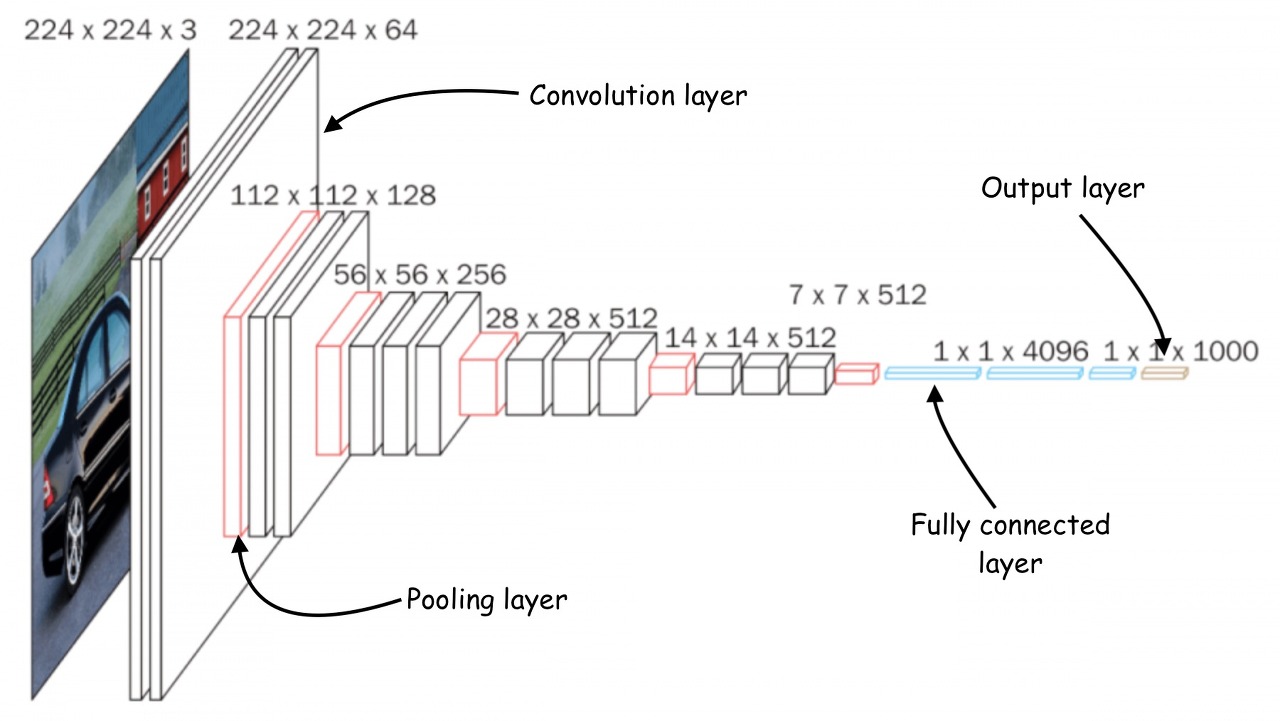 224 x 224 x 3
224 x 224 x 64
Convolution layer
112 x 112 x 128
Output layer
56 x 56 x 256
7 x 7 x 512
28 x 28 x 512
14 x 14 x 512
1 x 1 x 4096
1 x 1 x 1000
Fully connected
layer
Pooling layer